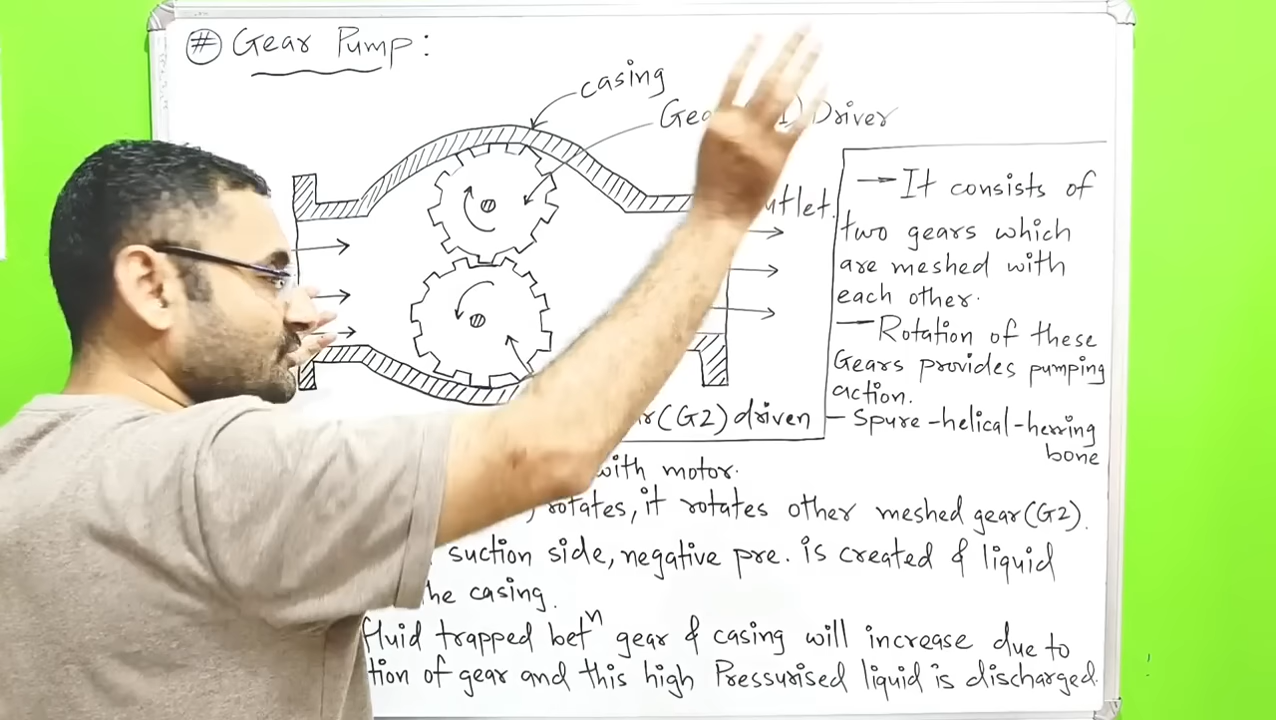 # Gear Pump:
casing
Driver
outlet.
→ It consists of
two gears which
are meshed with
each other.
— Rotation of these
Gears provides pumping
action.
— Spure-helical-herring
bone
(G2) driven
with motor.
rotates, it rotates other meshed gear (G2).
suction side, negative pre. is created & liquid
the casing.
fluid trapped betⁿ gear & casing will increase due to
tion of gear and this high Pressurised liquid is discharged.